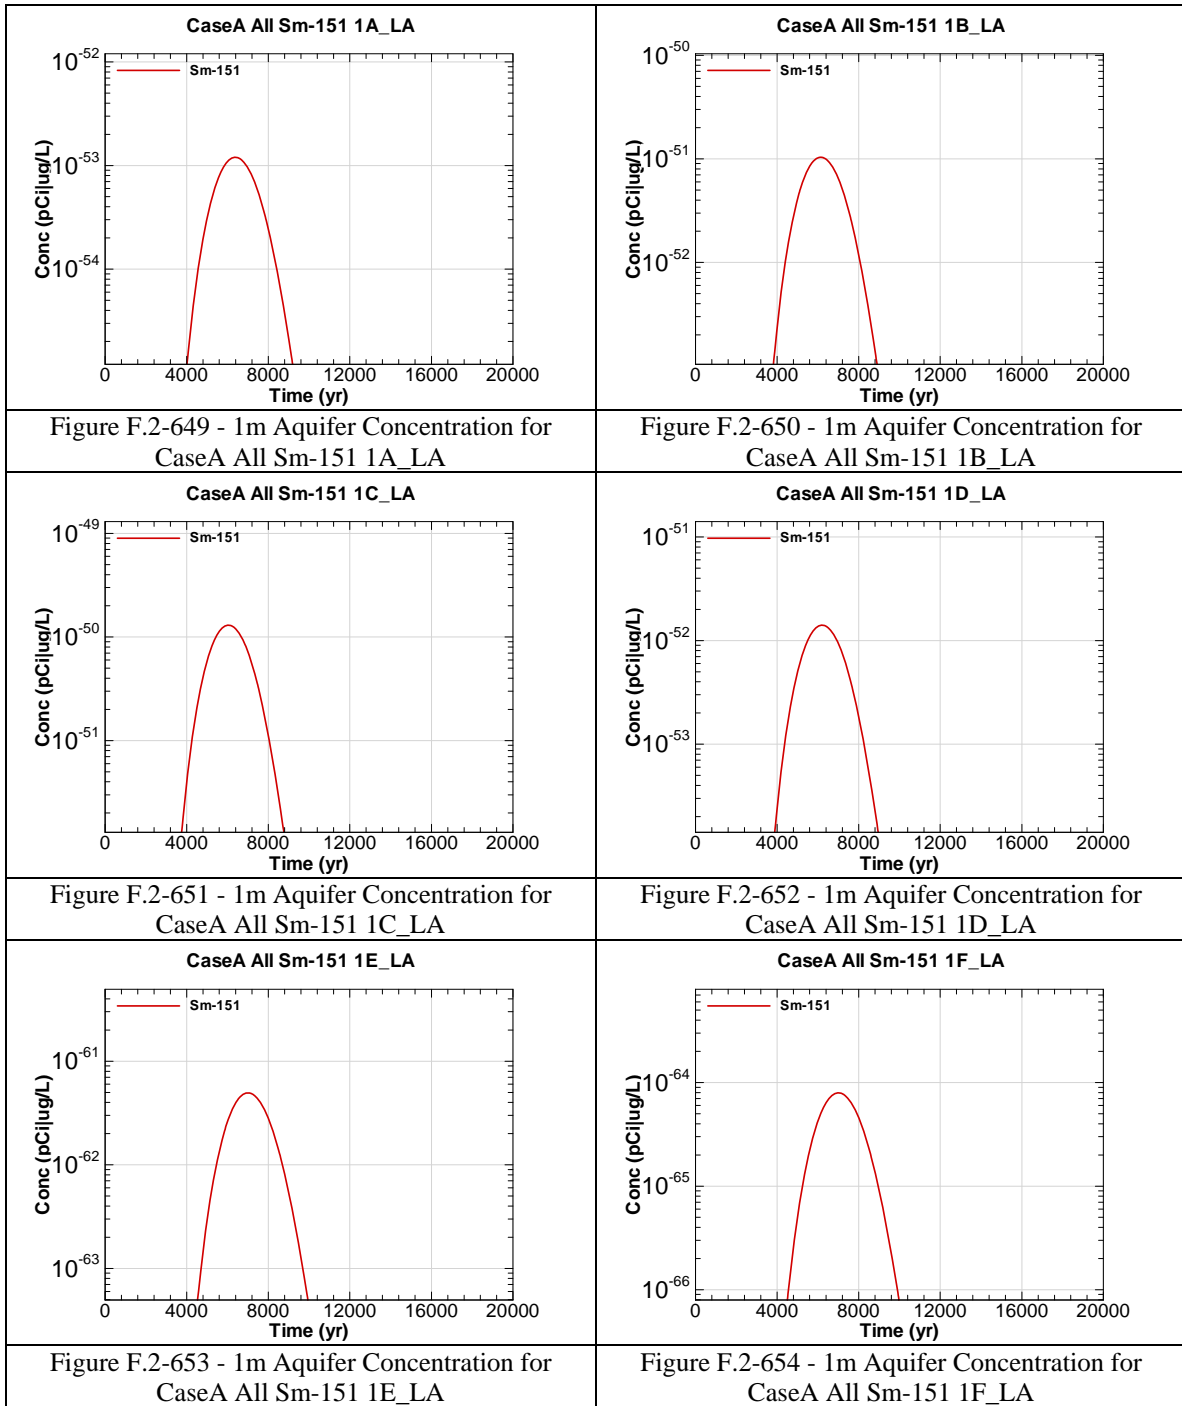 CaseA All Sm-151 1A_LA
Sm-151
10-52
10-53
10-54
Conc (pCi|ug/L)
0 4000 8000 12000 16000 20000
Time (yr)
Figure F.2-649 - 1m Aquifer Concentration for
CaseA All Sm-151 1A_LA
CaseA All Sm-151 1B_LA
Sm-151
10-50
10-51
10-52
Conc (pCi|ug/L)
0 4000 8000 12000 16000 20000
Time (yr)
Figure F.2-650 - 1m Aquifer Concentration for
CaseA All Sm-151 1B_LA
CaseA All Sm-151 1C_LA
Sm-151
10-49
10-50
10-51
Conc (pCi|ug/L)
0 4000 8000 12000 16000 20000
Time (yr)
Figure F.2-651 - 1m Aquifer Concentration for
CaseA All Sm-151 1C_LA
CaseA All Sm-151 1D_LA
Sm-151
10-51
10-52
10-53
Conc (pCi|ug/L)
0 4000 8000 12000 16000 20000
Time (yr)
Figure F.2-652 - 1m Aquifer Concentration for
CaseA All Sm-151 1D_LA
CaseA All Sm-151 1E_LA
Sm-151
10-61
10-62
10-63
Conc (pCi|ug/L)
0 4000 8000 12000 16000 20000
Time (yr)
Figure F.2-653 - 1m Aquifer Concentration for
CaseA All Sm-151 1E_LA
CaseA All Sm-151 1F_LA
Sm-151
10-64
10-65
10-66
Conc (pCi|ug/L)
0 4000 8000 12000 16000 20000
Time (yr)
Figure F.2-654 - 1m Aquifer Concentration for
CaseA All Sm-151 1F_LA